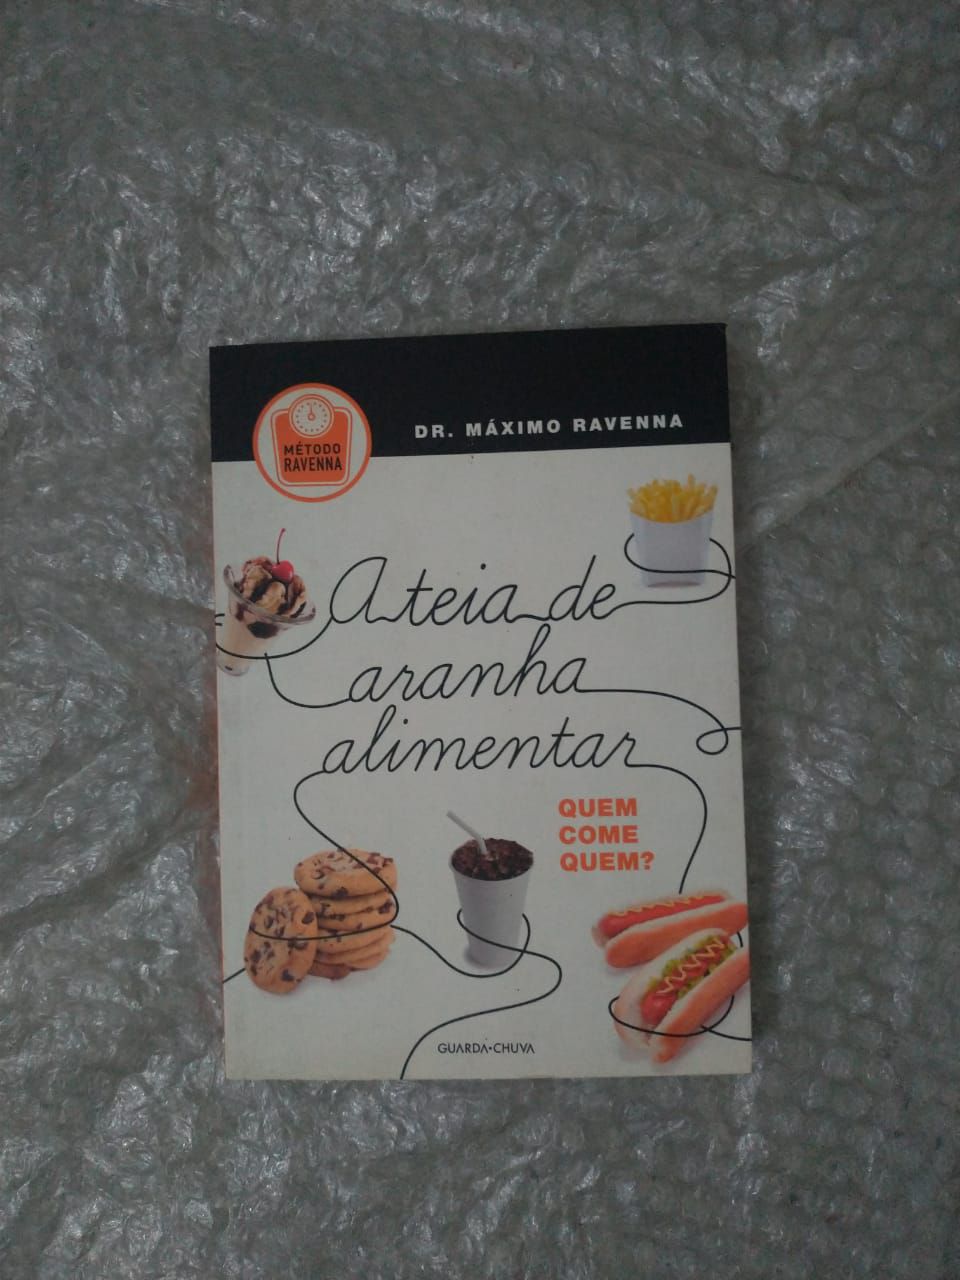 DR. MÁXIMO RAVENNA
MÉTODO
RAVENNA
A teia de
aranha
alimentar
QUEM
COME
QUEM?
GUARDA•CHUVA